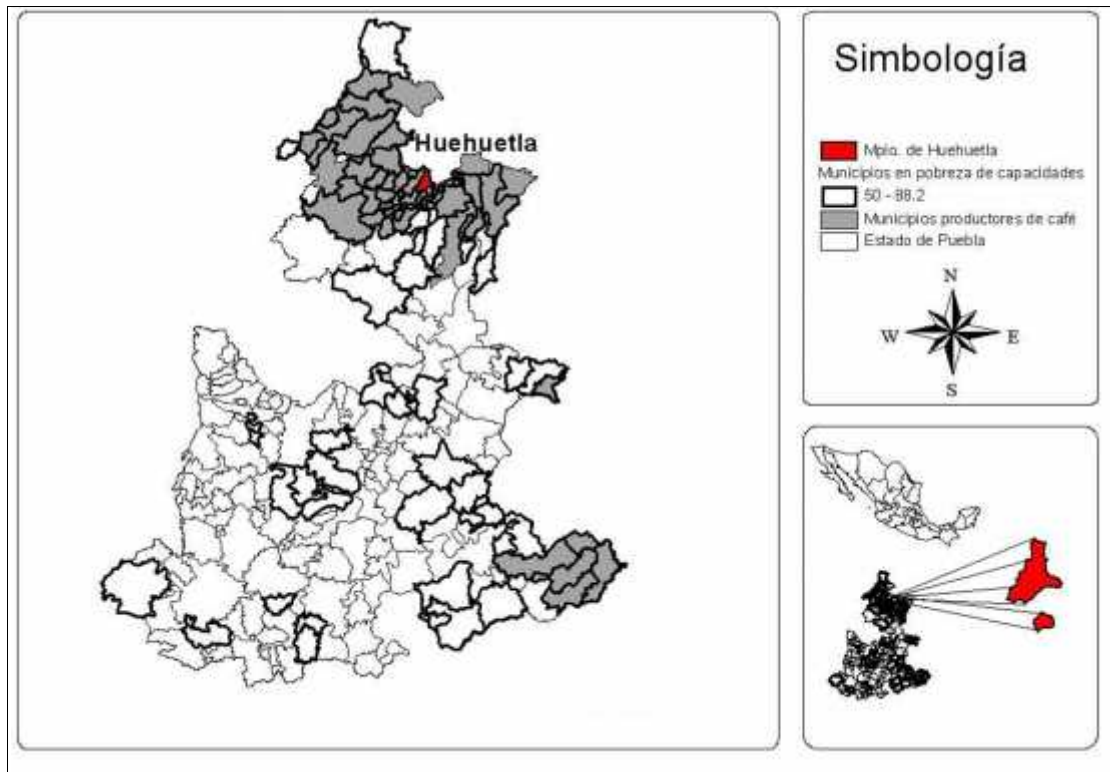 Simbología
Huehuetla
Mpio. de Huehuetla
Municipios en pobreza de capacidades
50 - 88.2
Municipios productores de café
Estado de Puebla
N
W
E
S